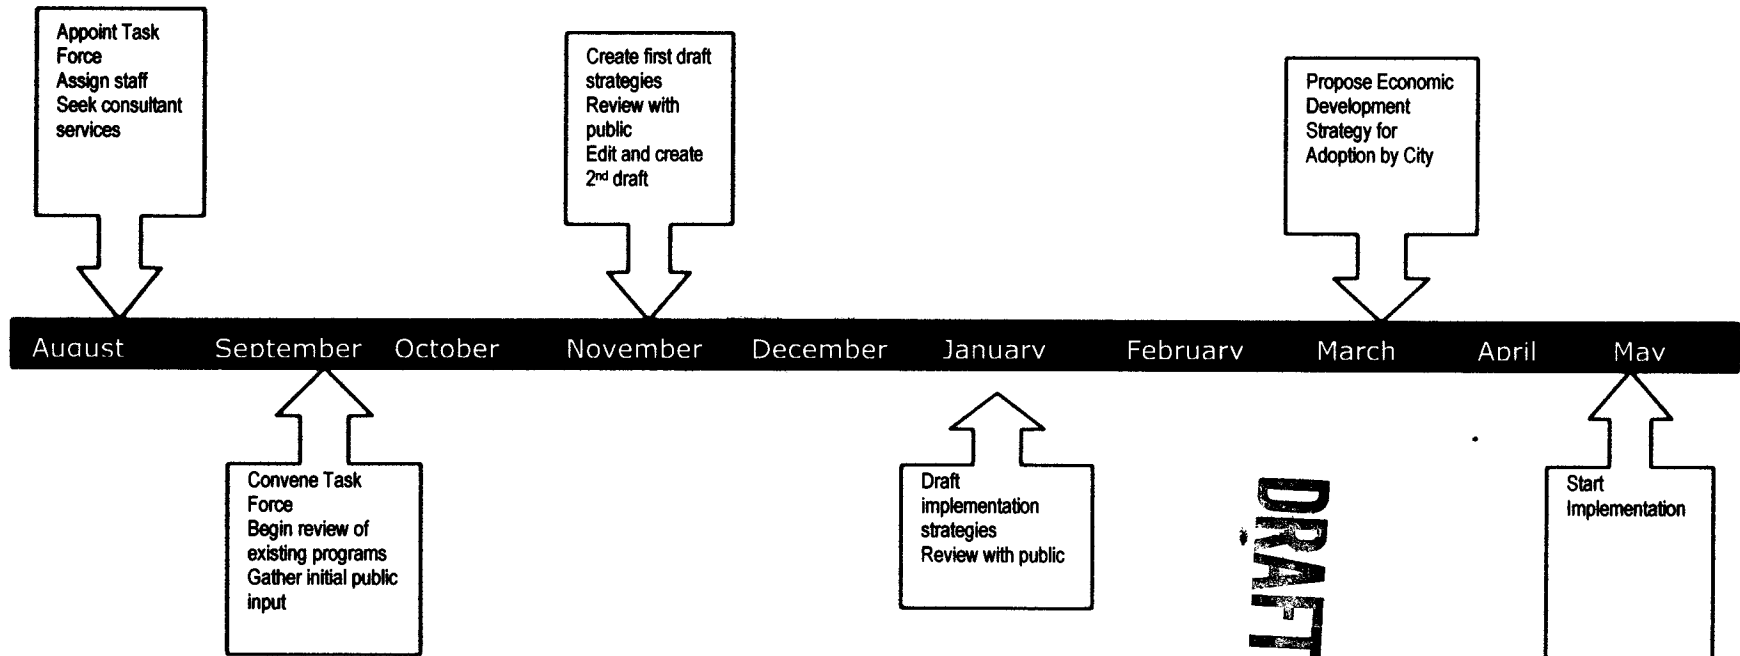 Appoint Task
Force
Assign staff
Seek consultant
services
Create first draft
strategies
Review with
public
Edit and create
2nd draft
Propose Economic
Development
Strategy for
Adoption by City
August September October November December January February March April May
Convene Task
Force
Begin review of
existing programs
Gather initial public
input
Draft
implementation
strategies
Review with public
DRAFT
Start
Implementation